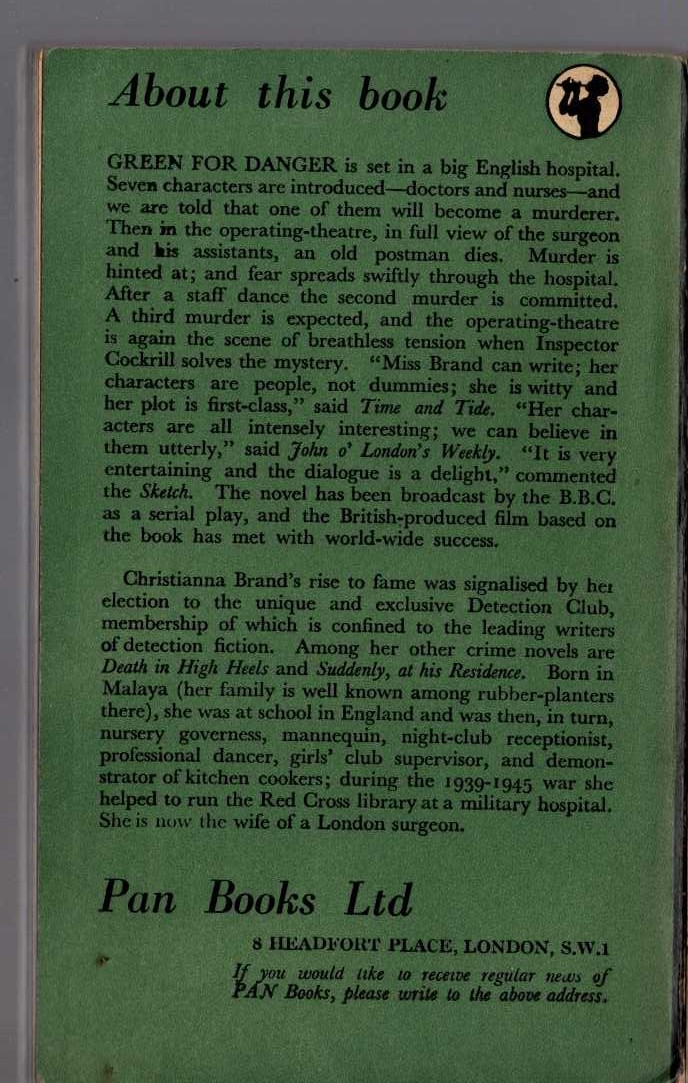 About this book
GREEN FOR DANGER is set in a big English hospital.
Seven characters are introduced—doctors and nurses—and
we are told that one of them will become a murderer.
Then in the operating-theatre, in full view of the surgeon
and his assistants, an old postman dies. Murder is
hinted at; and fear spreads swiftly through the hospital.
After a staff dance the second murder is committed.
A third murder is expected, and the operating-theatre
is again the scene of breathless tension when Inspector
Cockrill solves the mystery. “Miss Brand can write; her
characters are people, not dummies; she is witty and
her plot is first-class,” said Time and Tide. “Her char-
acters are all intensely interesting; we can believe in
them utterly,” said John o' London's Weekly. “It is very
entertaining and the dialogue is a delight,” commented
the Sketch. The novel has been broadcast by the B.B.C.
as a serial play, and the British-produced film based on
the book has met with world-wide success.
Christianna Brand's rise to fame was signalised by her
election to the unique and exclusive Detection Club,
membership of which is confined to the leading writers
of detection fiction. Among her other crime novels are
Death in High Heels and Suddenly, at his Residence. Born in
Malaya (her family is well known among rubber-planters
there), she was at school in England and was then, in turn,
nursery governess, mannequin, night-club receptionist,
professional dancer, girls' club supervisor, and demon-
strator of kitchen cookers; during the 1939-1945 war she
helped to run the Red Cross library at a military hospital.
She is now the wife of a London surgeon.
Pan Books Ltd
8 HEADFORT PLACE, LONDON, S.W.1
If you would like to receive regular news of
PAN Books, please write to the above address.